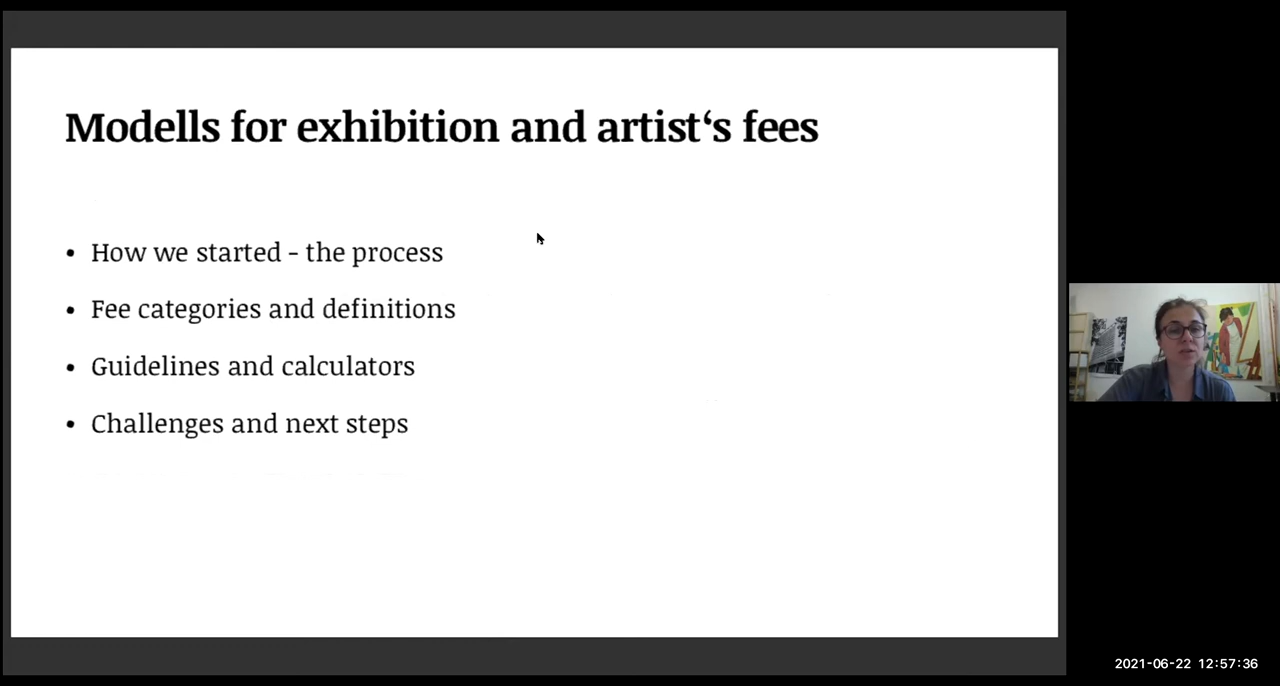 Modells for exhibition and artist‘s fees
• How we started - the process
• Fee categories and definitions
• Guidelines and calculators
• Challenges and next steps
2021-06-22 12:57:36